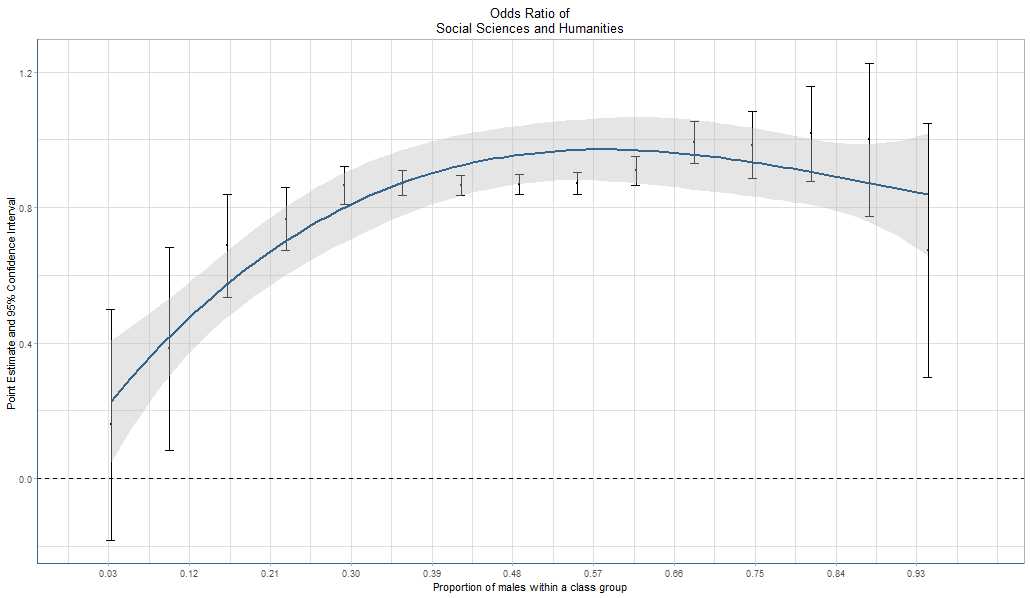 Odds Ratio of
Social Sciences and Humanities
Point Estimate and 95% Confidence Interval
1.2
0.8
0.4
0.0
0.03 0.12 0.21 0.30 0.39 0.48 0.57 0.66 0.75 0.84 0.93
Proportion of males within a class group